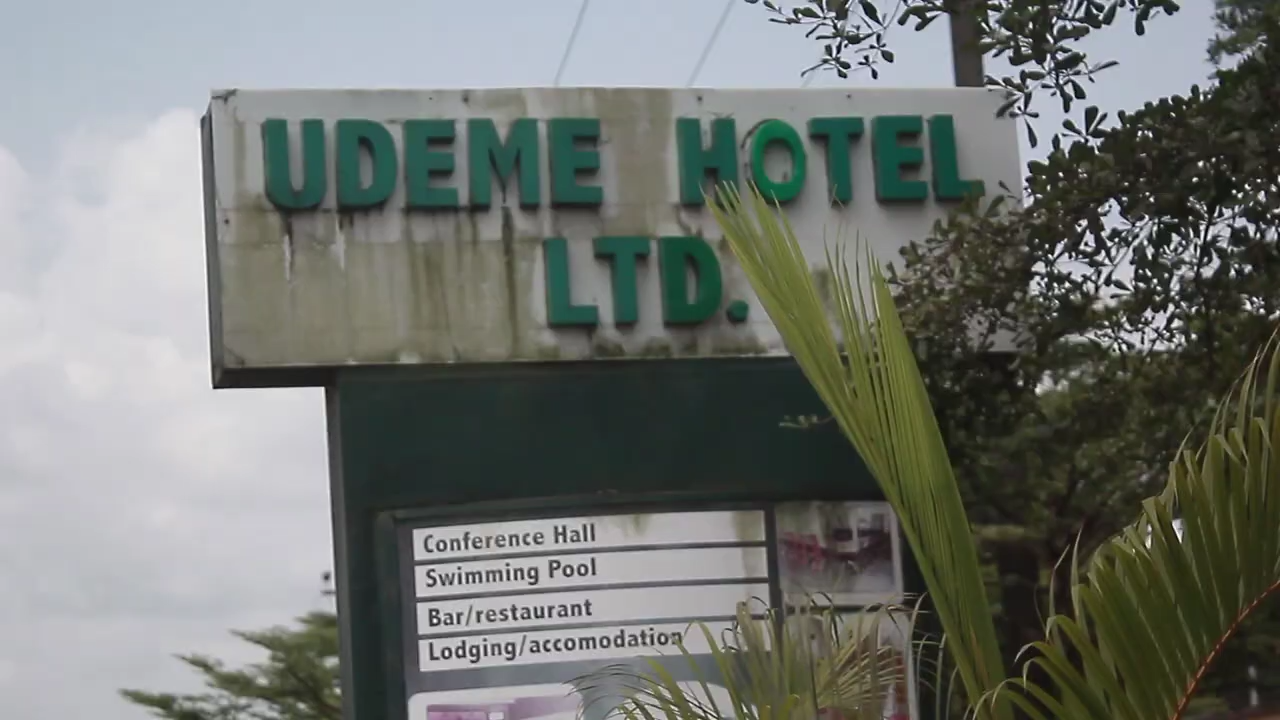 UDEME HOTEL
LTD.
Conference Hall
Swimming Pool
Bar/restaurant
Lodging/accomodation